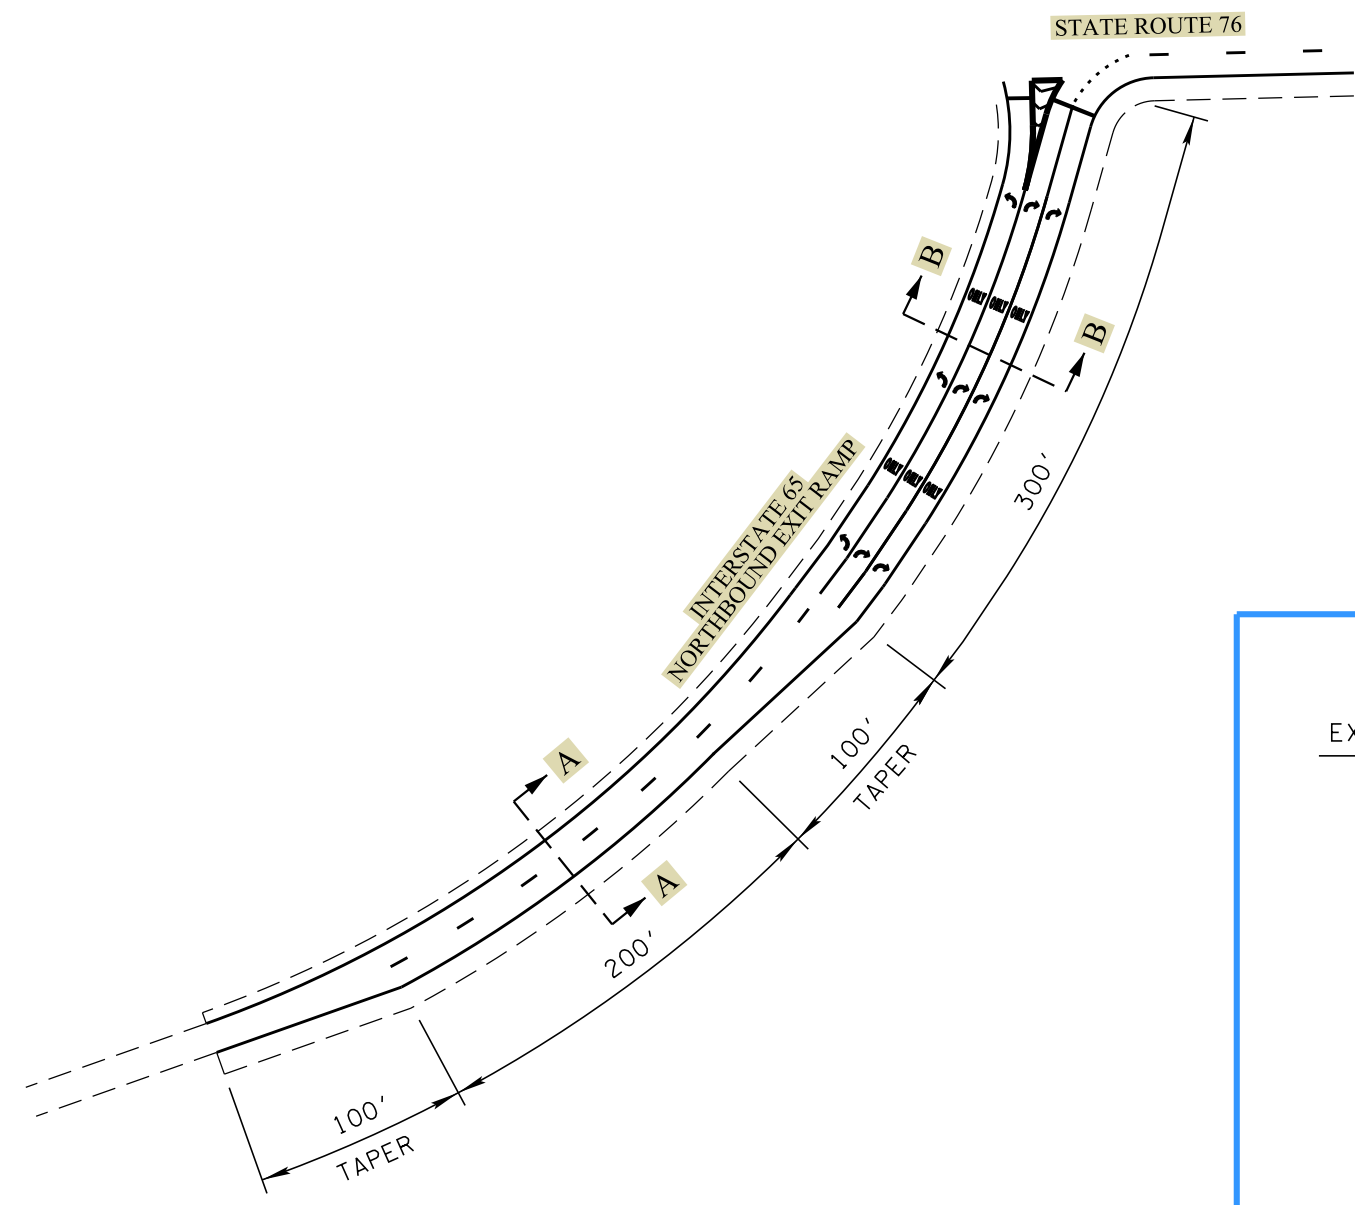 STATE ROUTE 76
B
B
ONLY ONLY ONLY
300'
INTERSTATE 65
NORTHBOUND EXIT RAMP
ONLY ONLY ONLY
EX
100'
TAPER
A
A
200'
100'
TAPER